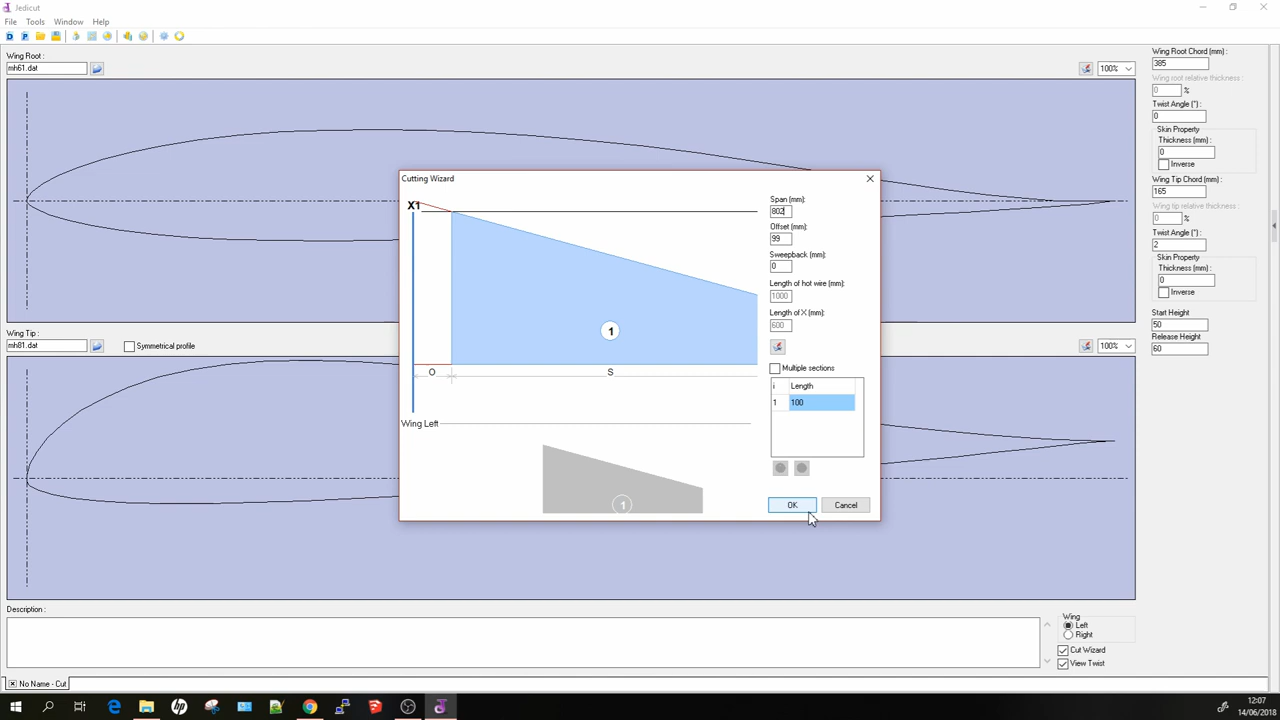 Jedicut
File Tools Window Help
Wing Root :
mh61.dat
100%
Wing Root Chord (mm):
385
Wing root relative thickness :
0 %
Twist Angle (°):
0
Skin Property
Thickness (mm):
0
Inverse
Wing Tip Chord (mm):
165
Wing tip relative thickness :
0 %
Twist Angle (°):
2
Skin Property
Thickness (mm) :
0
Inverse
Start Height
50
Release Height
60
Cutting Wizard
X1
1
O
S
Wing Left
1
Span (mm):
802
Offset (mm):
99
Sweepback (mm):
0
Length of hot wire (mm):
1000
Length of X (mm):
600
Multiple sections
i Length
1 100
OK Cancel
Wing Tip :
mh81.dat
Symmetrical profile
100%
Description :
Wing
Left
Right
Cut Wizard
View Twist
No Name - Cut
12:07
14/06/2018